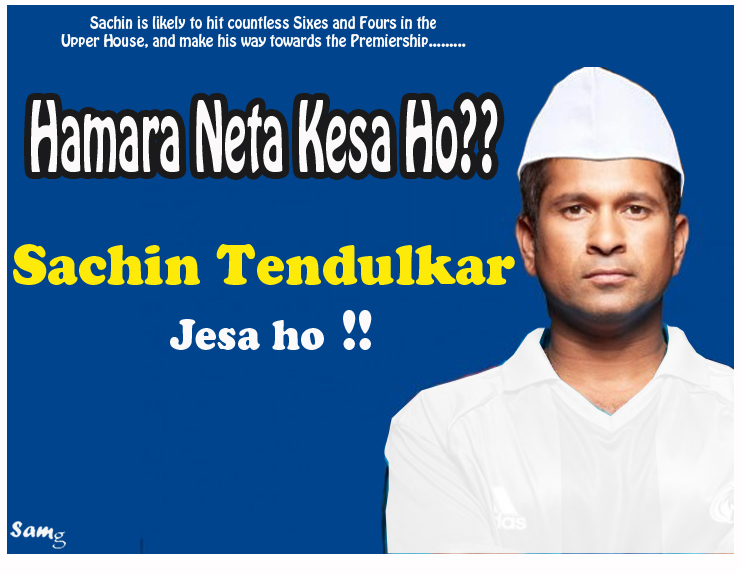 Sachin is likely to hit countless Sixes and Fours in the
Upper House, and make his way towards the Premiership.........
Hamara Neta Kesa Ho??
Sachin Tendulkar
Jesa ho !!
adidas
Samg